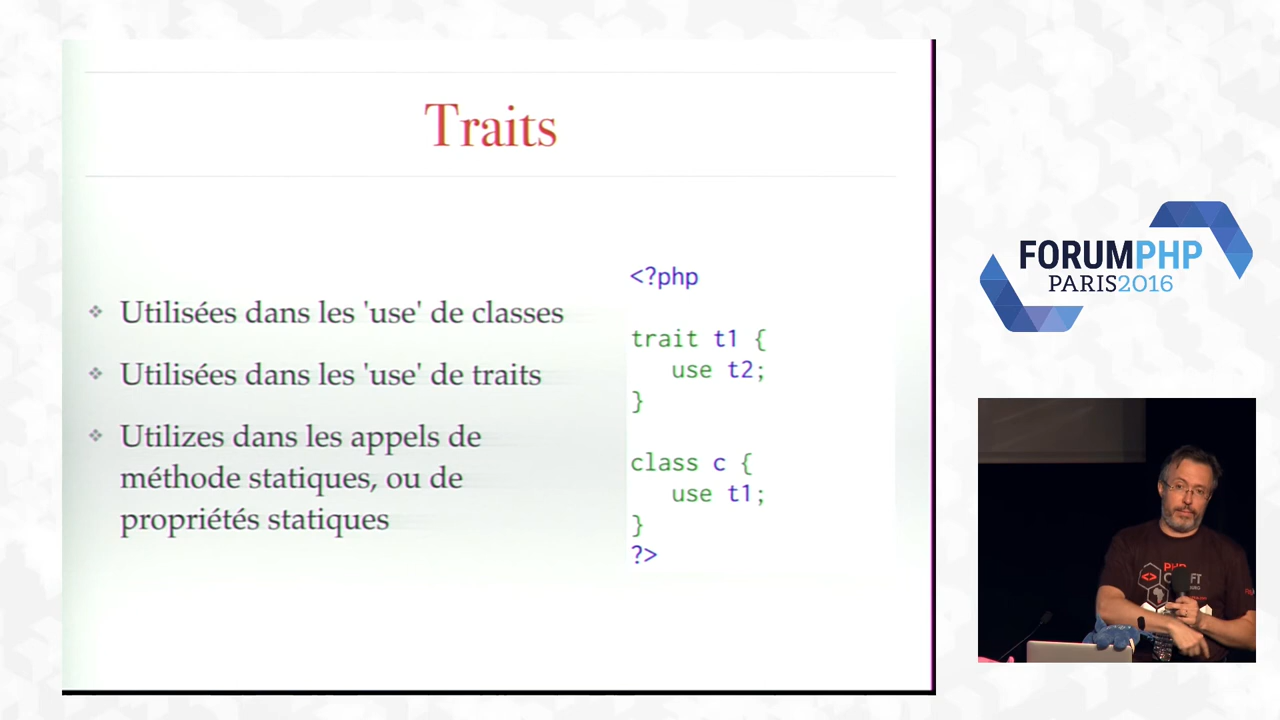 Traits
Utilisées dans les 'use' de classes
Utilisées dans les 'use' de traits
Utilizes dans les appels de
méthode statiques, ou de
propriétés statiques
<?php
trait t1 {
use t2;
}
class c {
use t1;
}
?>
FORUMPHP
PARIS2016
PHP